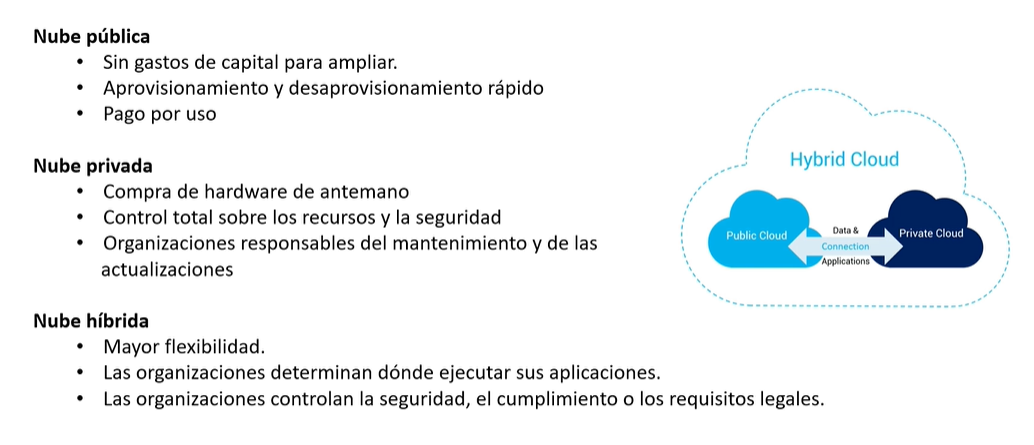 Nube pública
• Sin gastos de capital para ampliar.
• Aprovisionamiento y desaprovisionamiento rápido
• Pago por uso
Nube privada
• Compra de hardware de antemano
• Control total sobre los recursos y la seguridad
• Organizaciones responsables del mantenimiento y de las
actualizaciones
Nube híbrida
• Mayor flexibilidad.
• Las organizaciones determinan dónde ejecutar sus aplicaciones.
• Las organizaciones controlan la seguridad, el cumplimiento o los requisitos legales.
Hybrid Cloud
Public Cloud
Data &
Connection
Applications
Private Cloud